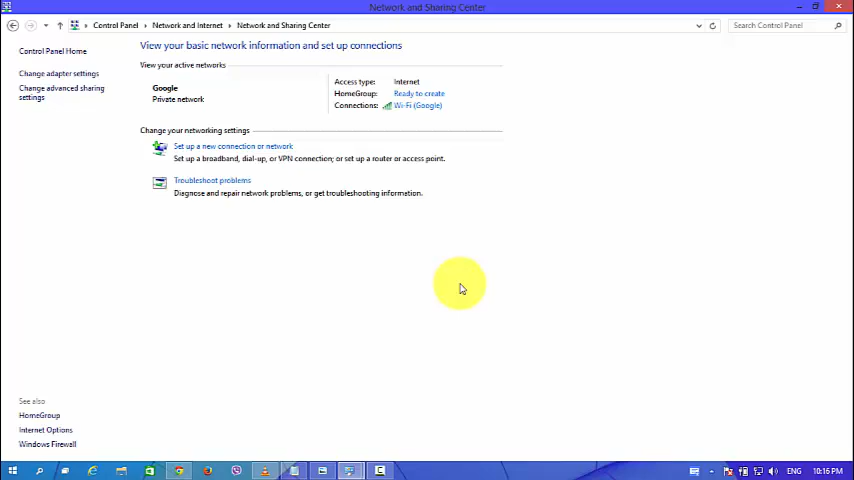 Network and Sharing Center
Control Panel Network and Internet Network and Sharing Center
Search Control Panel
Control Panel Home
Change adapter settings
Change advanced sharing
settings
View your basic network information and set up connections
View your active networks
Google
Private network
Access type: Internet
HomeGroup: Ready to create
Connections: Wi-Fi (Google)
Change your networking settings
Set up a new connection or network
Set up a broadband, dial-up, or VPN connection; or set up a router or access point.
Troubleshoot problems
Diagnose and repair network problems, or get troubleshooting information.
See also
HomeGroup
Internet Options
Windows Firewall
ENG 10:16 PM